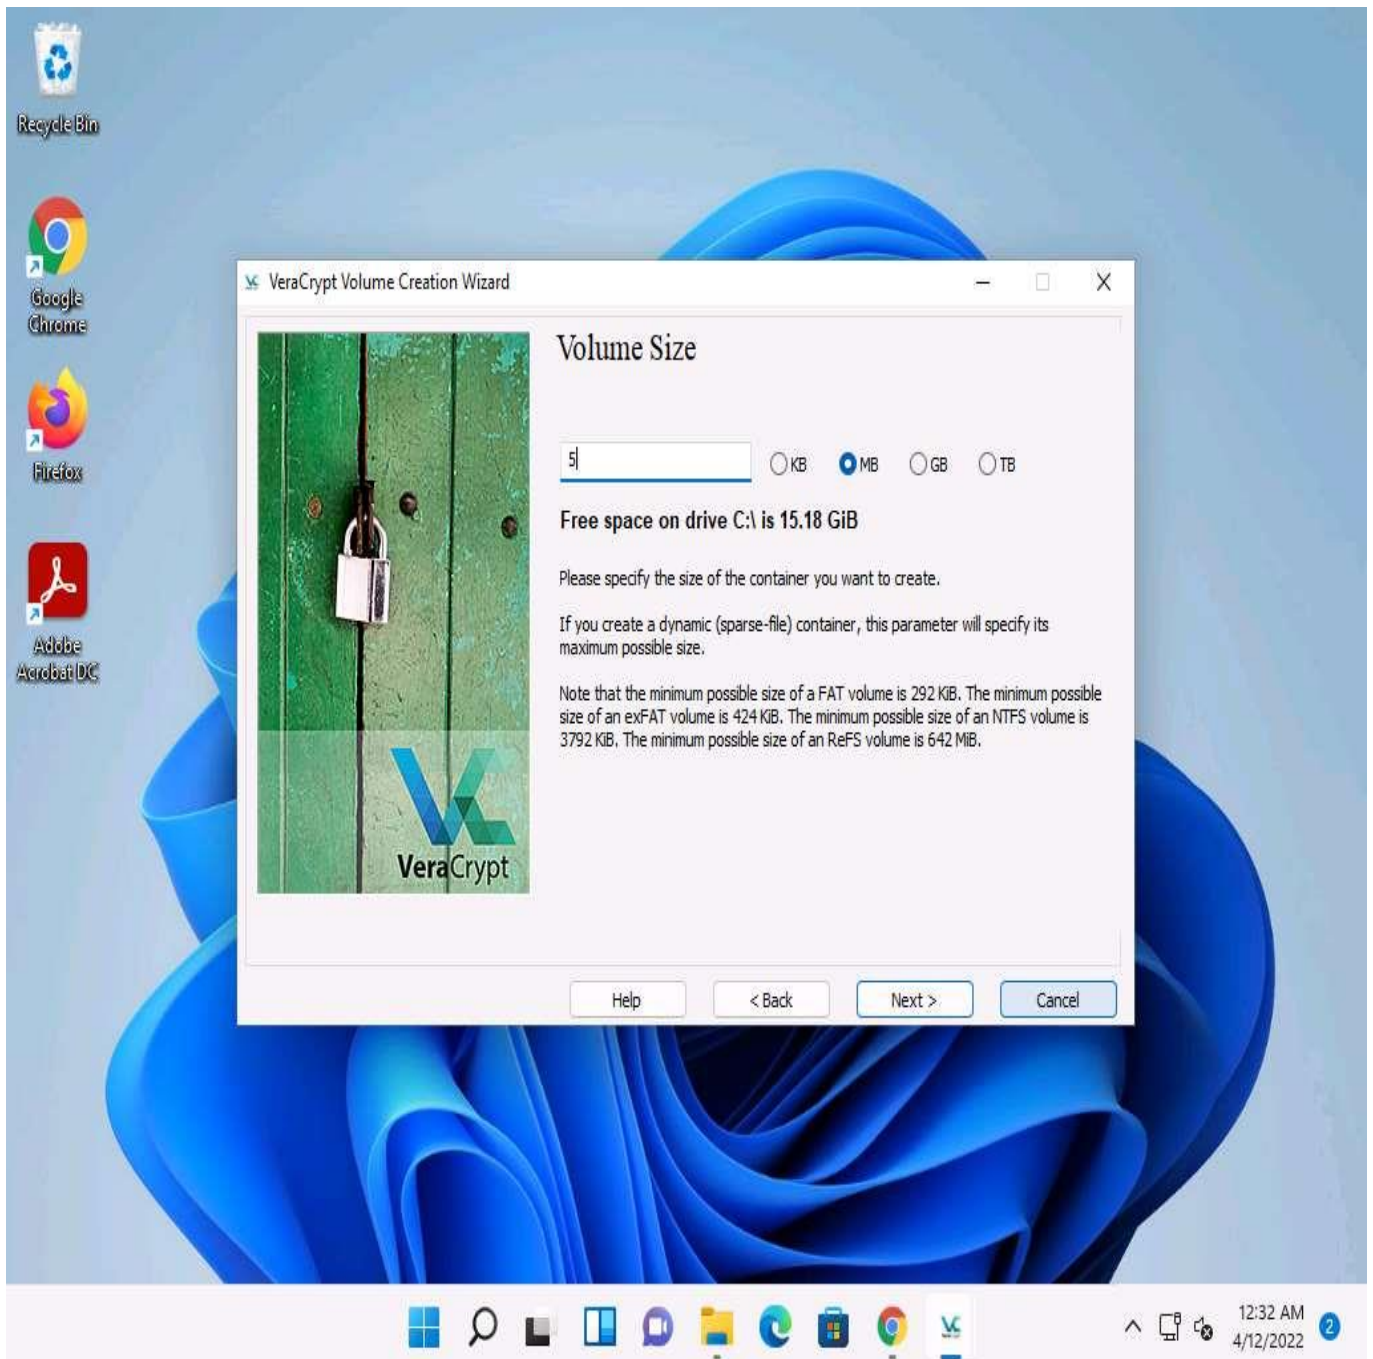 Recycle Bin
Google
Chrome
Firefox
Adobe
Acrobat DC
VeraCrypt Volume Creation Wizard
Volume Size
5
KB MB GB TB
Free space on drive C:\ is 15.18 GiB
Please specify the size of the container you want to create.
If you create a dynamic (sparse-file) container, this parameter will specify its
maximum possible size.
Note that the minimum possible size of a FAT volume is 292 KiB. The minimum possible
size of an exFAT volume is 424 KiB. The minimum possible size of an NTFS volume is
3792 KiB. The minimum possible size of an ReFS volume is 642 MiB.
VeraCrypt
Help < Back Next > Cancel
12:32 AM
4/12/2022
2